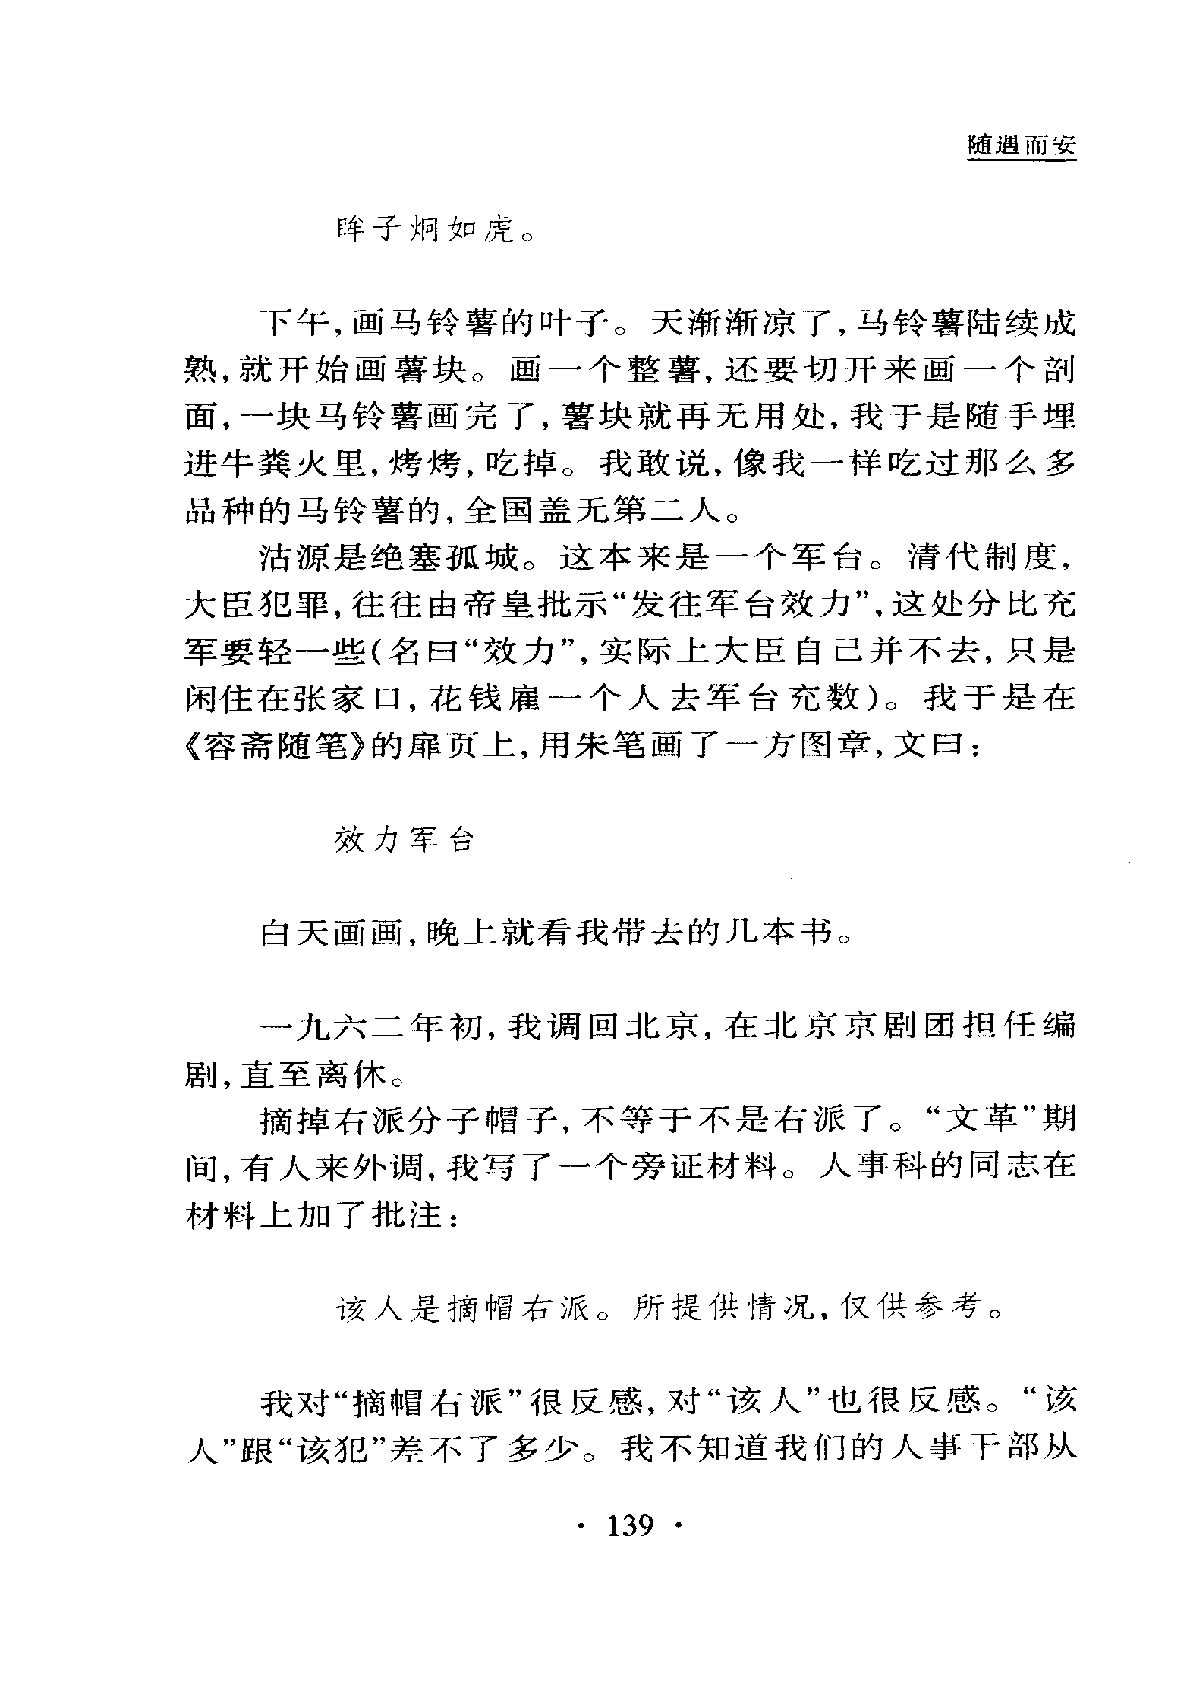 随遇而安
眸子炯如虎。
下午,画马铃薯的叶子。天渐渐凉了,马铃薯陆续成
熟,就开始画薯块。画一个整薯,还要切开来画一个剖
面,一块马铃薯画完了,薯块就再无用处,我于是随手埋
进牛粪火里,烤烤,吃掉。我敢说,像我一样吃过那么多
品种的马铃薯的,全国盖无第二人。
沽源是绝塞孤城。这本来是一个军台。清代制度,
大臣犯罪,往往由帝皇批示“发往军台效力”,这处分比充
军要轻一些(名曰“效力”,实际上大臣自己并不去,只是
闲住在张家口,花钱雇一个人去军台充数)。我于是在
《容斋随笔》的扉页上,用朱笔画了一方图章,文曰:
效力军台
白天画画,晚上就看我带去的几本书。
一九六二年初,我调回北京,在北京京剧团担任编
剧,直至离休。
摘掉右派分子帽子,不等于不是右派了。“文革”期
间,有人来外调,我写了一个旁证材料。人事科的同志在
材料上加了批注:
该人是摘帽右派。所提供情况,仅供参考。
我对“摘帽右派”很反感,对“该人”也很反感。“该
人”跟“该犯”差不了多少。我不知道我们的人事干部从
· 139 ·